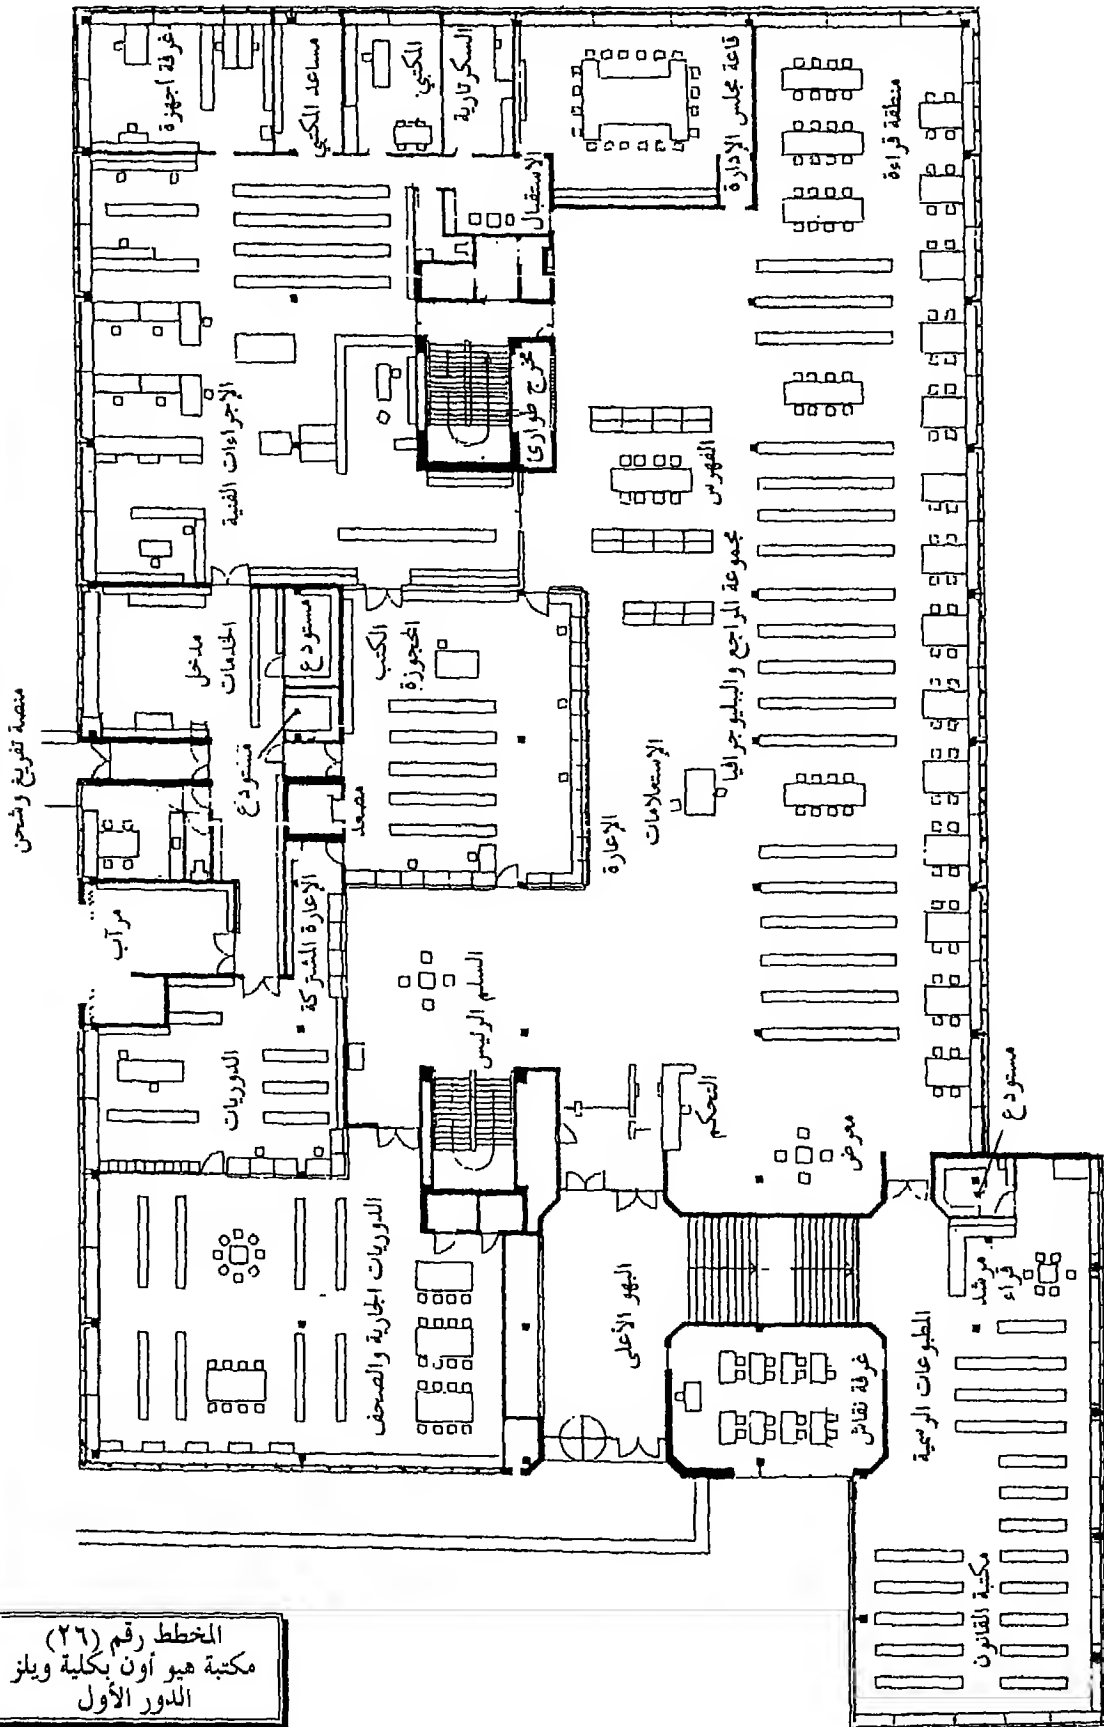 غرفة أجهزة
مساعد المكتبي
المكتبي
السكرتارية
قاعة مجلس الإدارة
منطقة قراءة
الاستقبال
مخرج طوارئ
الإجراءات الفنية
الفهرس
مجموعة المراجع والببليوجرافيا
مدخل
الخدمات
مستودع
الكتب
المحجوزة
منصة تفريغ وشحن
مستودع
مصعد
الإعارة
الإستعلامات
مرآب
الإعارة المشتركة
السلم الرئيس
الدوريات
التحكم
معرض
مستودع
الدوريات الجارية والصحف
البهو الأعلى
غرفة نقاش
المطبوعات الرسمية
مرشد
قراء
مكتبة القانون
المخطط رقم (٢٦)
مكتبة هيو أون بكلية ويلز
الدور الأول